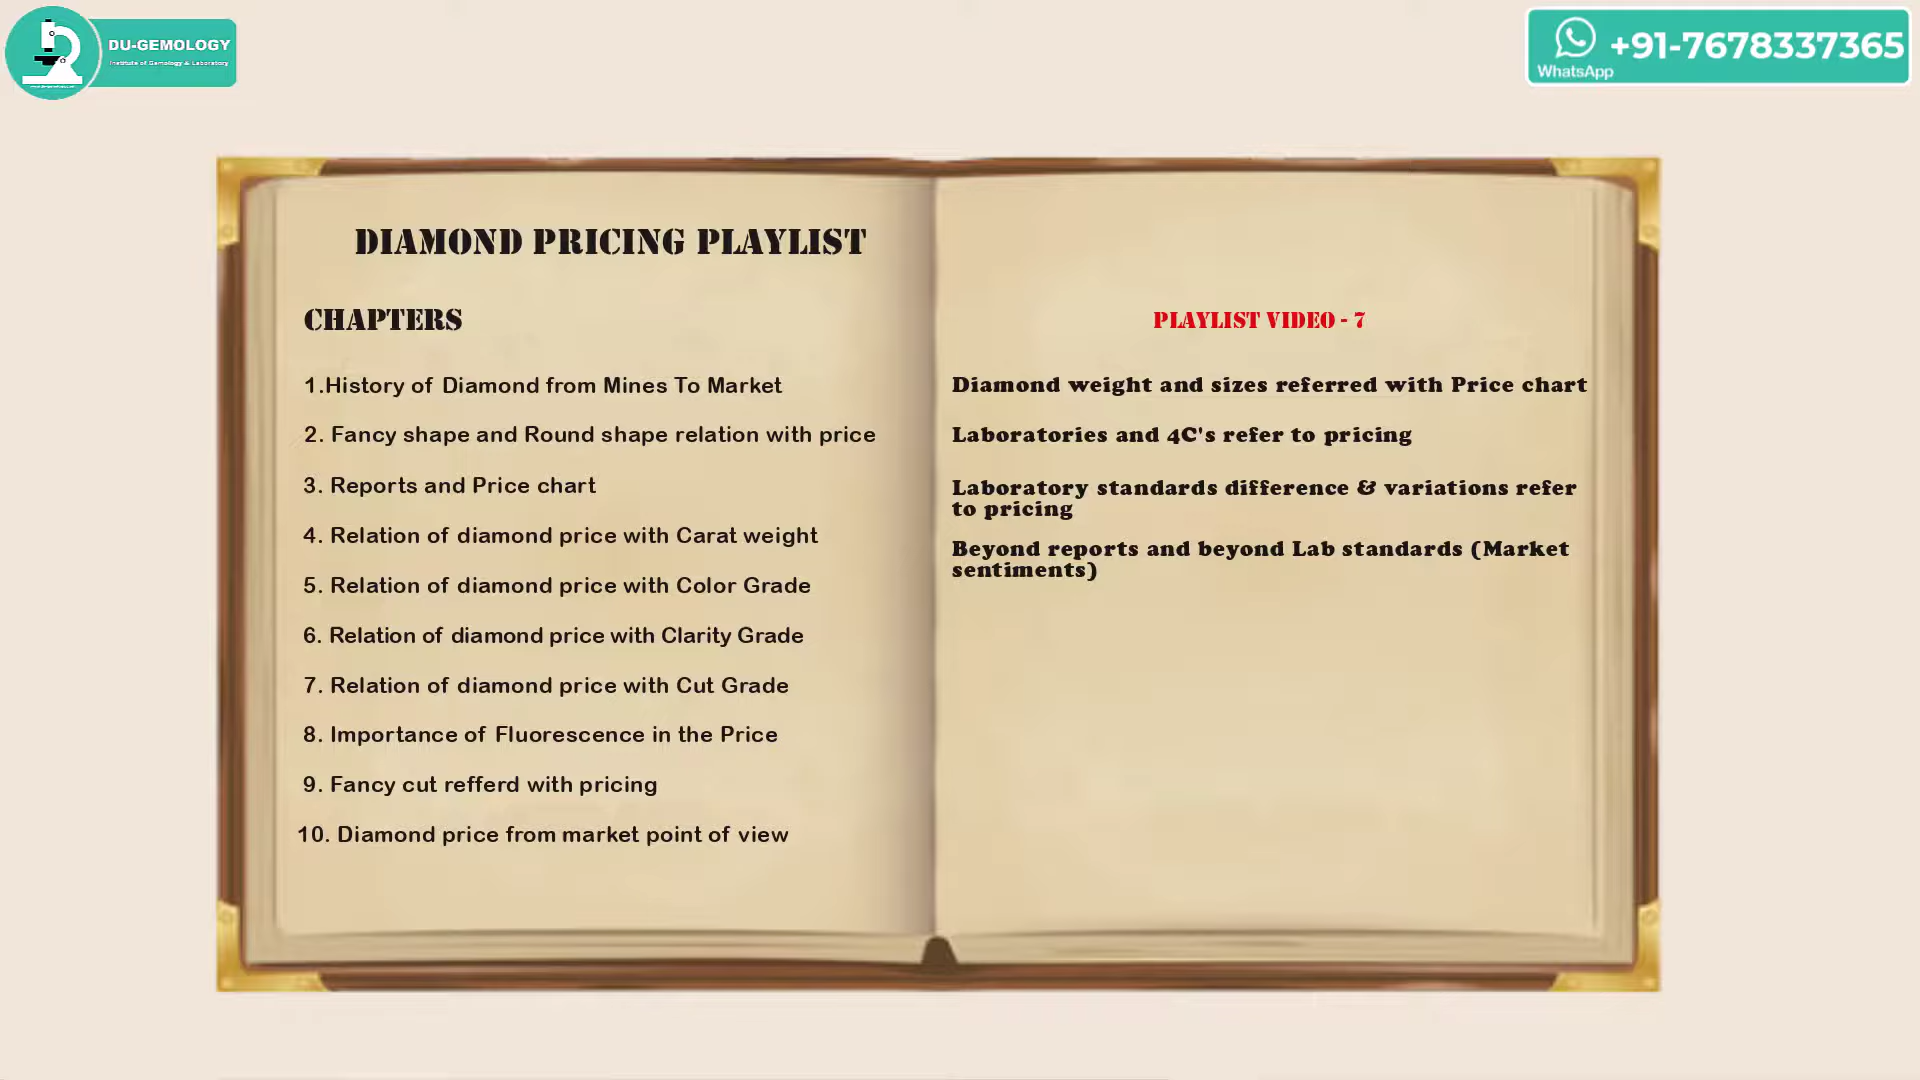 DU-GEMOLOGY
Institute of Gemology & Laboratory
WhatsApp
+91-7678337365
DIAMOND PRICING PLAYLIST
CHAPTERS
1.History of Diamond from Mines To Market
2. Fancy shape and Round shape relation with price
3. Reports and Price chart
4. Relation of diamond price with Carat weight
5. Relation of diamond price with Color Grade
6. Relation of diamond price with Clarity Grade
7. Relation of diamond price with Cut Grade
8. Importance of Fluorescence in the Price
9. Fancy cut refferd with pricing
10. Diamond price from market point of view
PLAYLIST VIDEO - 7
Diamond weight and sizes referred with Price chart
Laboratories and 4C's refer to pricing
Laboratory standards difference & variations refer
to pricing
Beyond reports and beyond Lab standards (Market
sentiments)